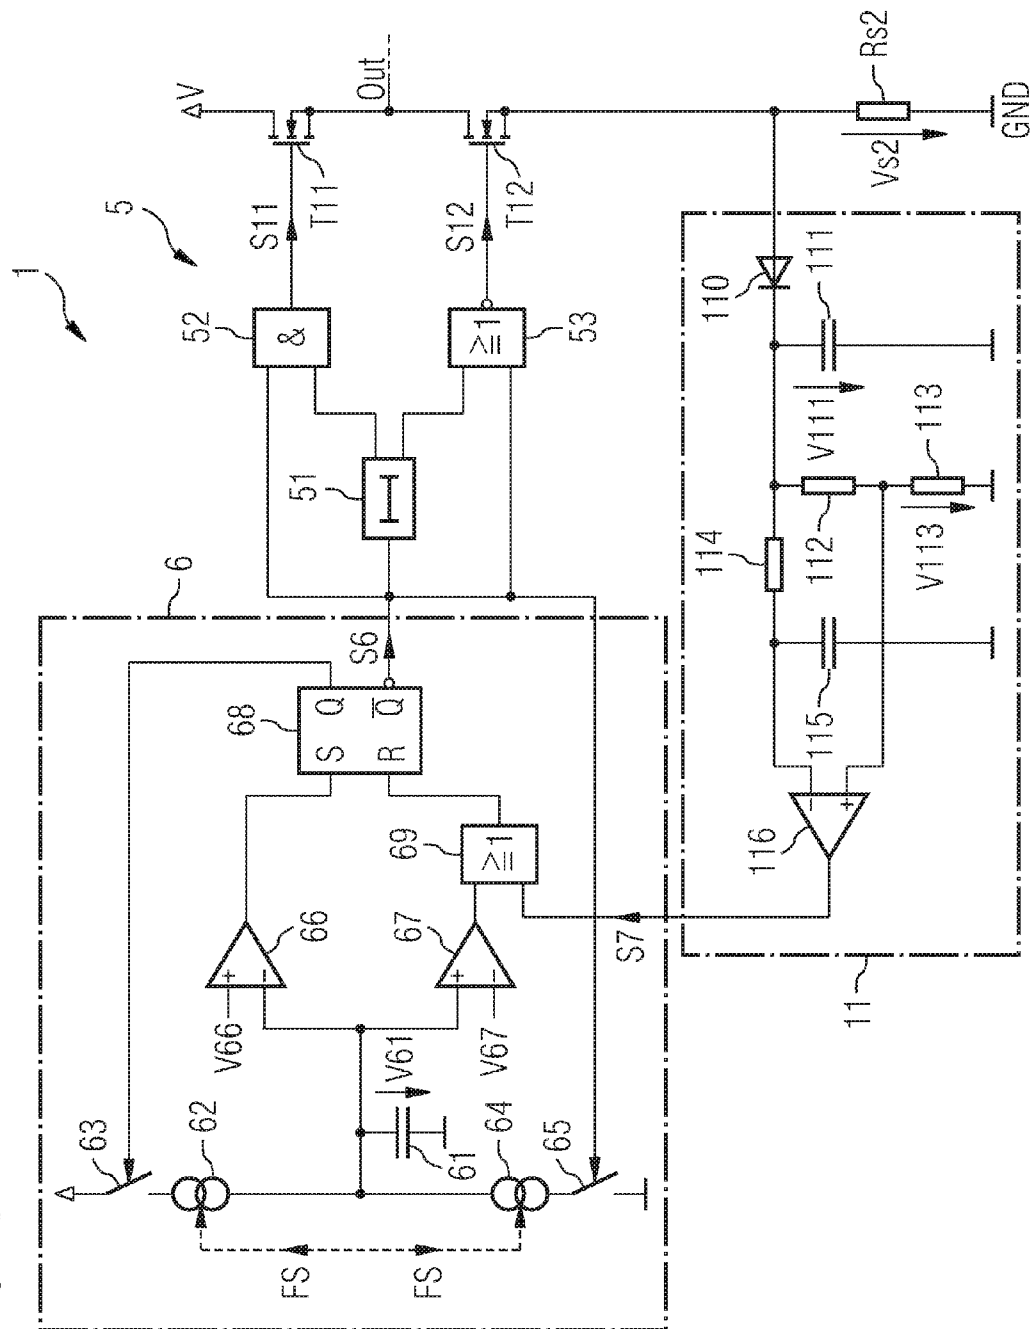 1
5
V
Out
S11
T11
S12
T12
52
&
53
≥1
51
Rs2
Vs2
GND
6
S6
68
S
R
Q
Q̅
69
≥1
66
+
−
V66
67
+
−
V67
V61
61
62
63
64
65
FS
FS
S7
11
110
111
V111
112
113
V113
114
115
116
−
+